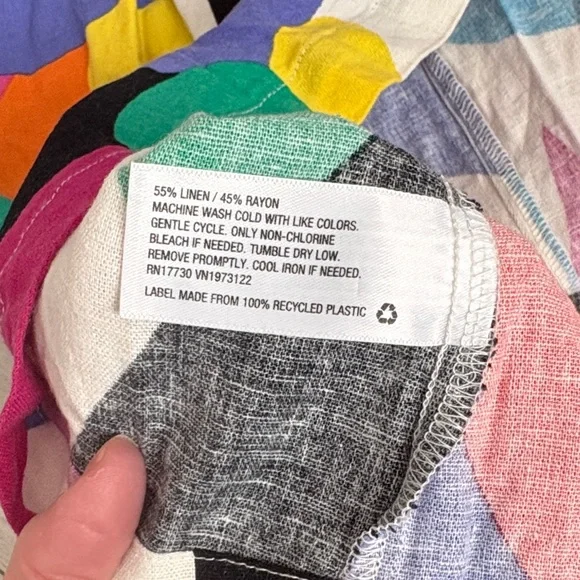 55% LINEN / 45% RAYON
MACHINE WASH COLD WITH LIKE COLORS.
GENTLE CYCLE. ONLY NON-CHLORINE
BLEACH IF NEEDED. TUMBLE DRY LOW.
REMOVE PROMPTLY. COOL IRON IF NEEDED.
RN17730 VN1973122
LABEL MADE FROM 100% RECYCLED PLASTIC